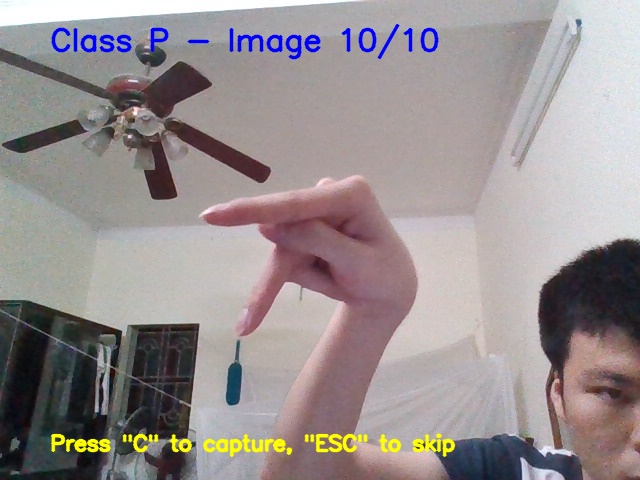 Class P - Image 10/10
Press "C" to capture, "ESC" to skip